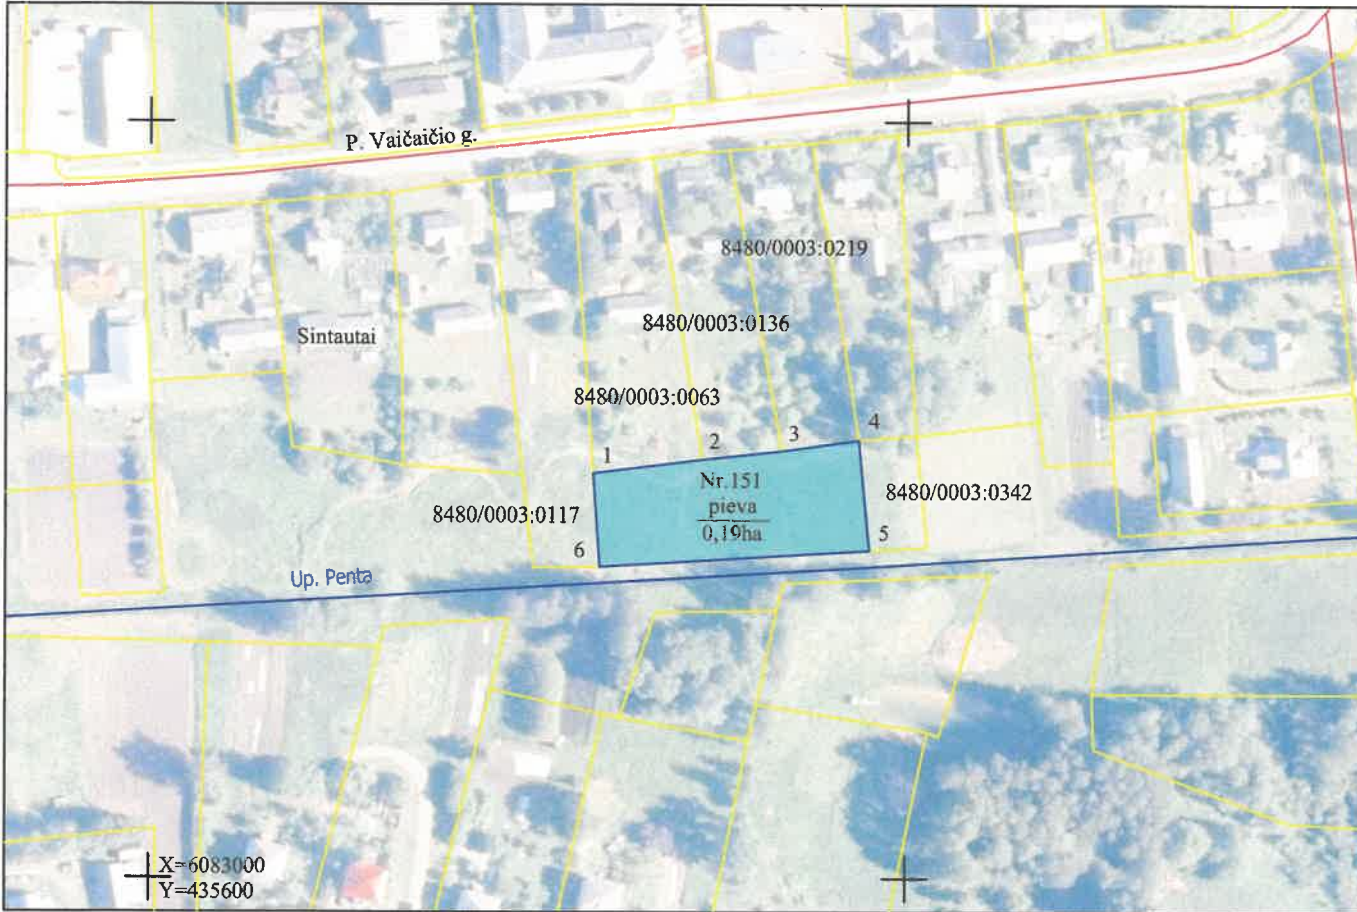 P. Vaičaičio g.
8480/0003:0219
8480/0003:0136
Sintautai
8480/0003:0063
1
2
3
4
Nr.151
pieva
0,19ha
8480/0003:0342
8480/0003:0117
5
6
Up. Penta
X=6083000
Y=435600